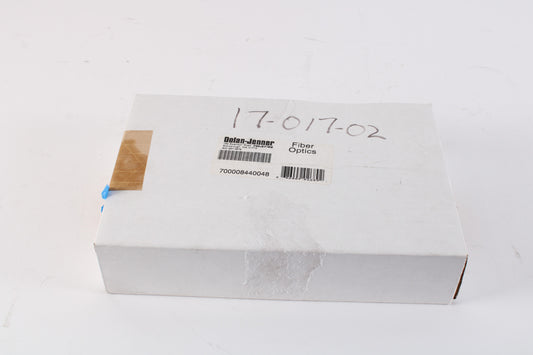 17-017-02
Dolan-Jenner
Fiber
Optics
700008440048